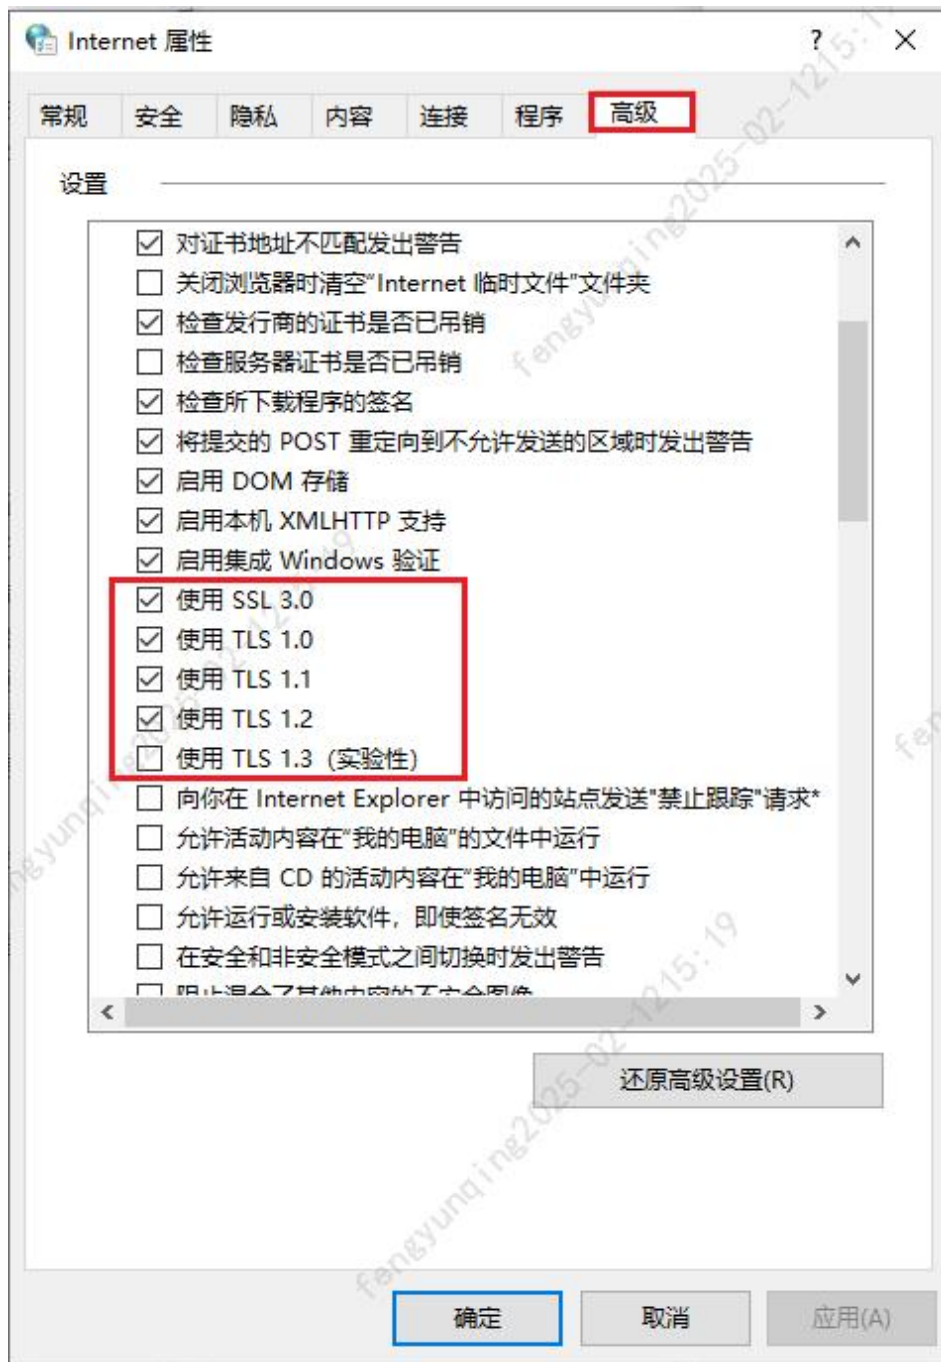 Internet 属性
? ×
常规 安全 隐私 内容 连接 程序 高级
设置
对证书地址不匹配发出警告
关闭浏览器时清空"Internet 临时文件"文件夹
检查发行商的证书是否已吊销
检查服务器证书是否已吊销
检查所下载程序的签名
将提交的 POST 重定向到不允许发送的区域时发出警告
启用 DOM 存储
启用本机 XMLHTTP 支持
启用集成 Windows 验证
使用 SSL 3.0
使用 TLS 1.0
使用 TLS 1.1
使用 TLS 1.2
使用 TLS 1.3（实验性）
向你在 Internet Explorer 中访问的站点发送"禁止跟踪"请求*
允许活动内容在"我的电脑"的文件中运行
允许来自 CD 的活动内容在"我的电脑"中运行
允许运行或安装软件，即使签名无效
在安全和非安全模式之间切换时发出警告
还原高级设置(R)
确定 取消 应用(A)
fengyunqing2025-02-1215:19